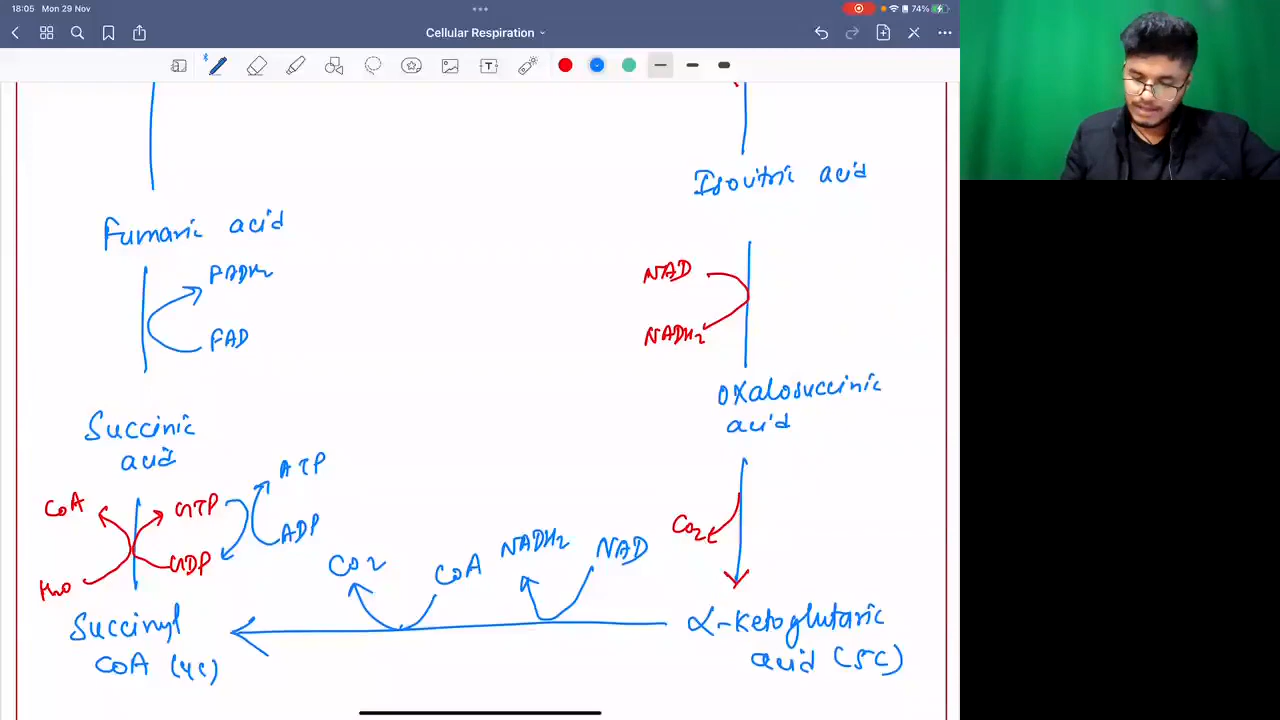 18:05 Mon 29 Nov
74%
Cellular Respiration
Isocitric acid
Fumaric acid
FADH2
NAD
FAD
NADH2
Oxalosuccinic
acid
Succinic
acid
ATP
CoA
GTP
ADP
CO2
GDP
H2O
CO2
CoA
NADH2
NAD
Succinyl
CoA (4C)
α-Ketoglutaric
acid (5C)